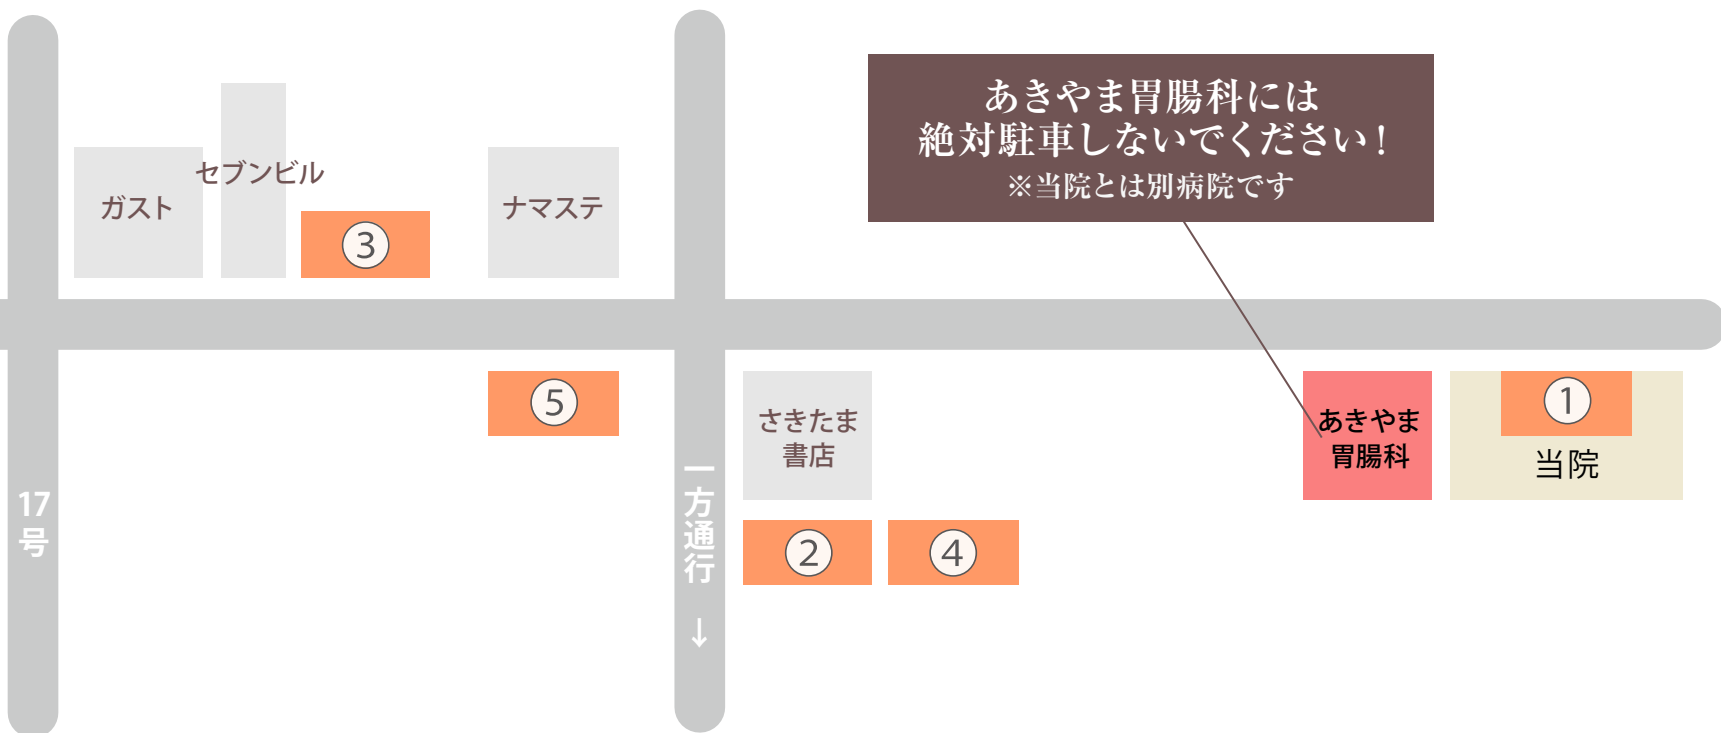 あきやま胃腸科には
絶対駐車しないでください！
※当院とは別病院です
セブンビル
ガスト
ナマステ
③
⑤
さきたま
書店
あきやま
胃腸科
①
当院
17
号
一方通行
↓
②
④